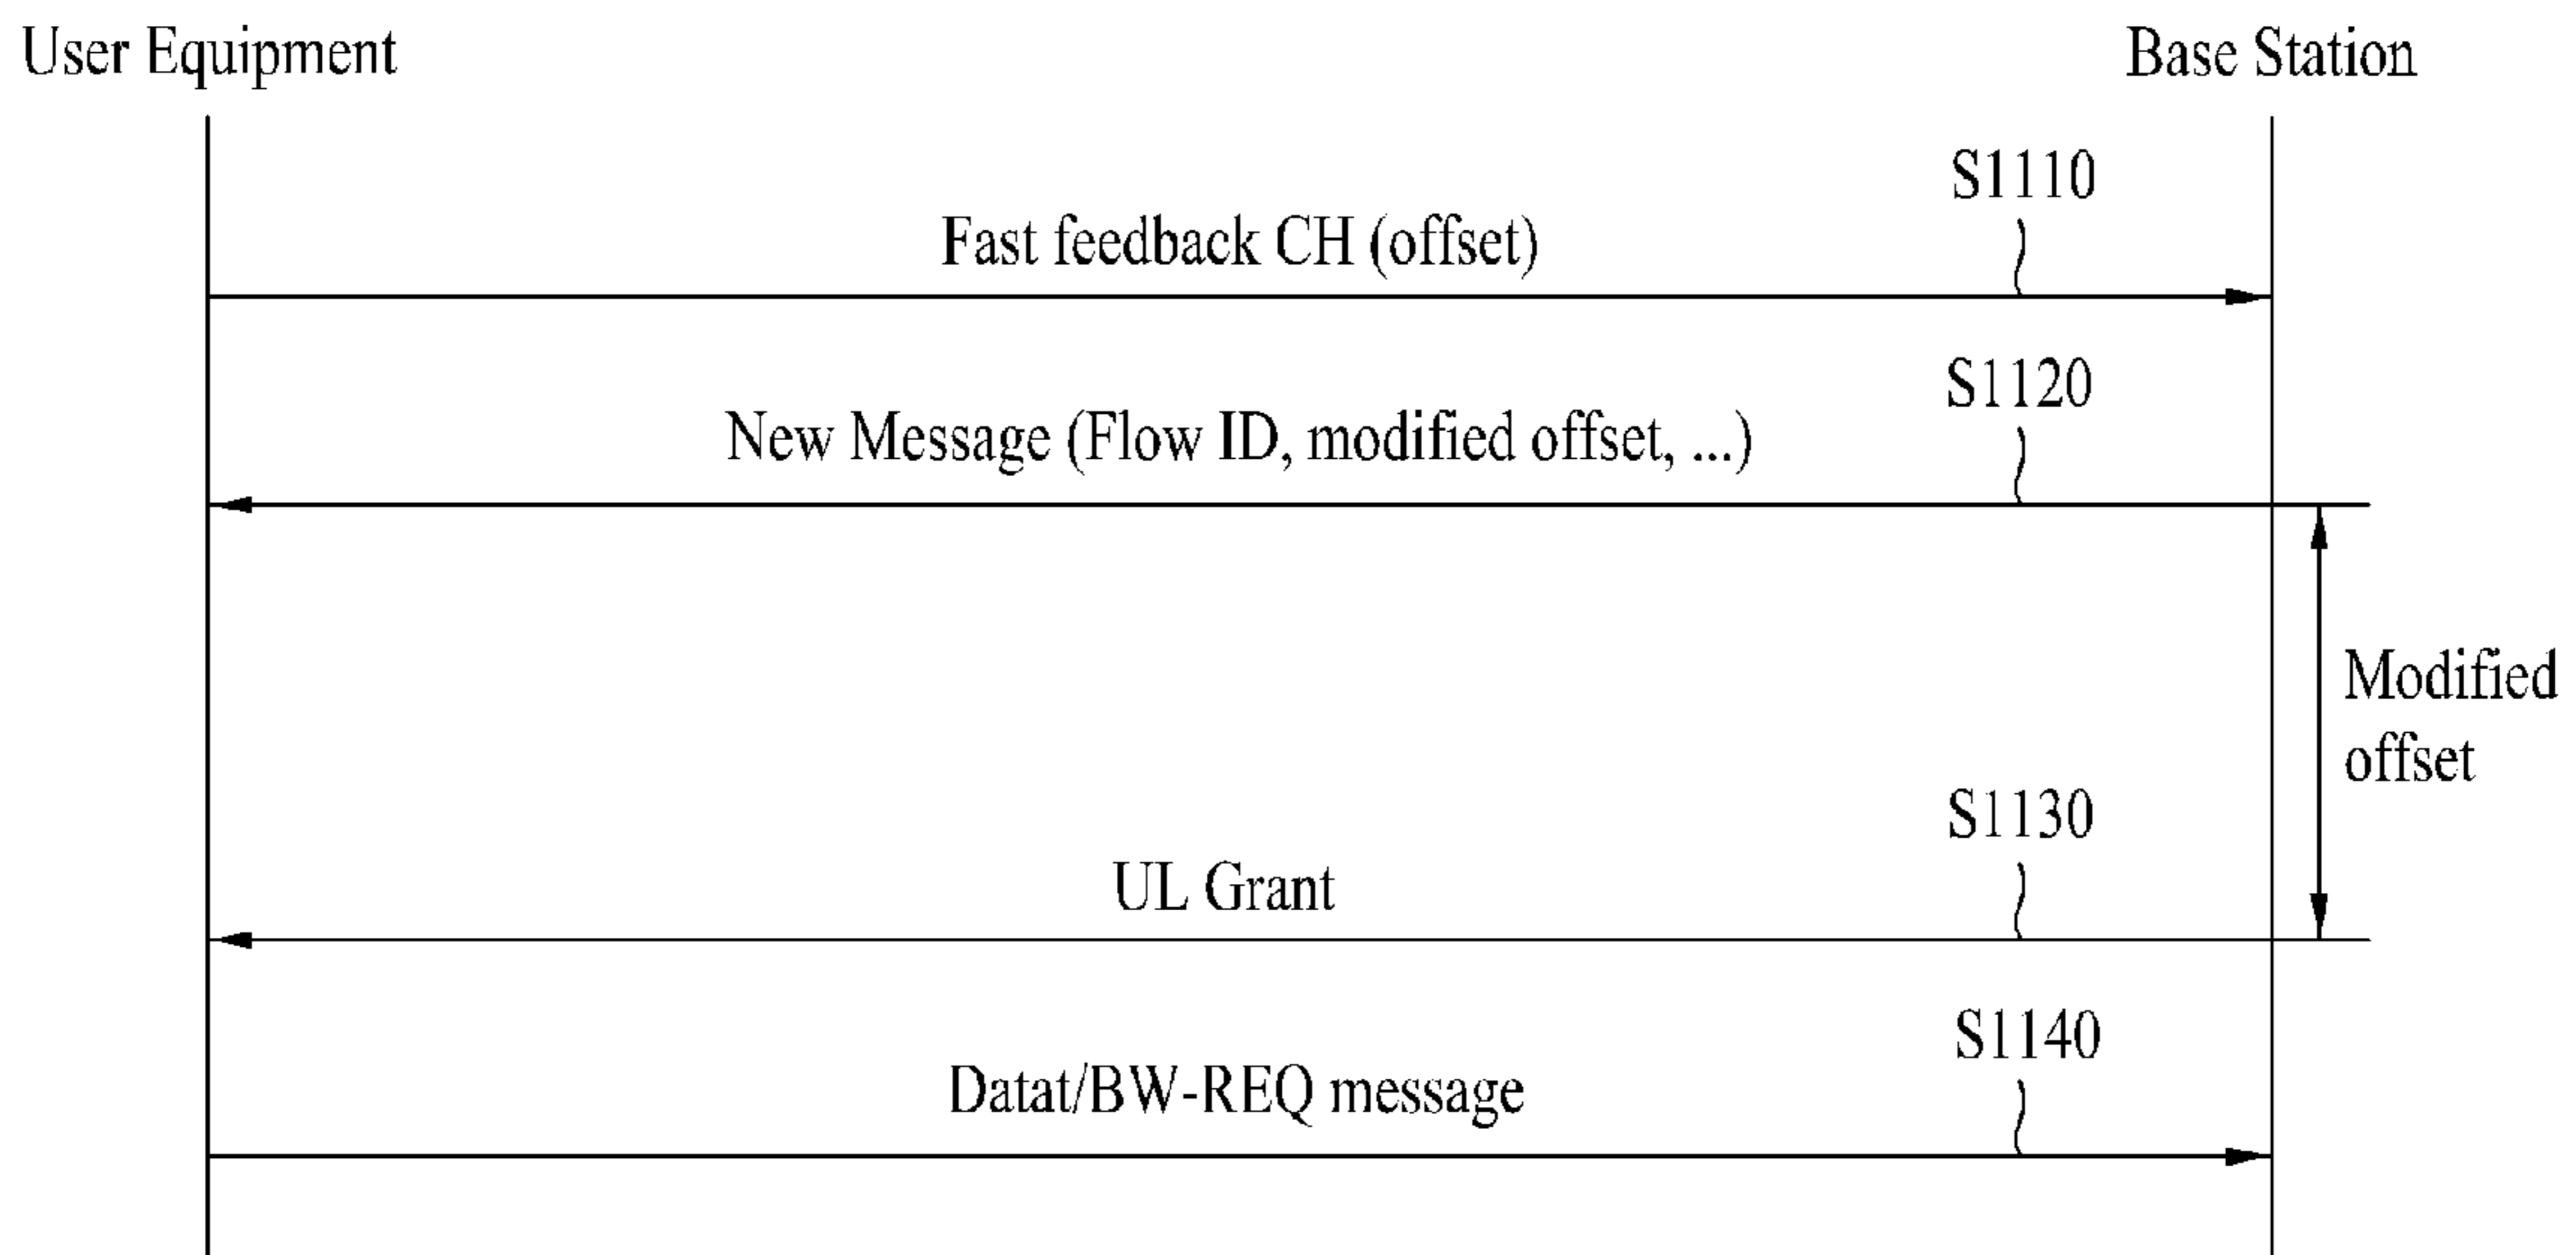 User Equipment
Base Station
S1110
Fast feedback CH (offset)
S1120
New Message (Flow ID, modified offset, ...)
Modified
offset
S1130
UL Grant
S1140
Datat/BW-REQ message